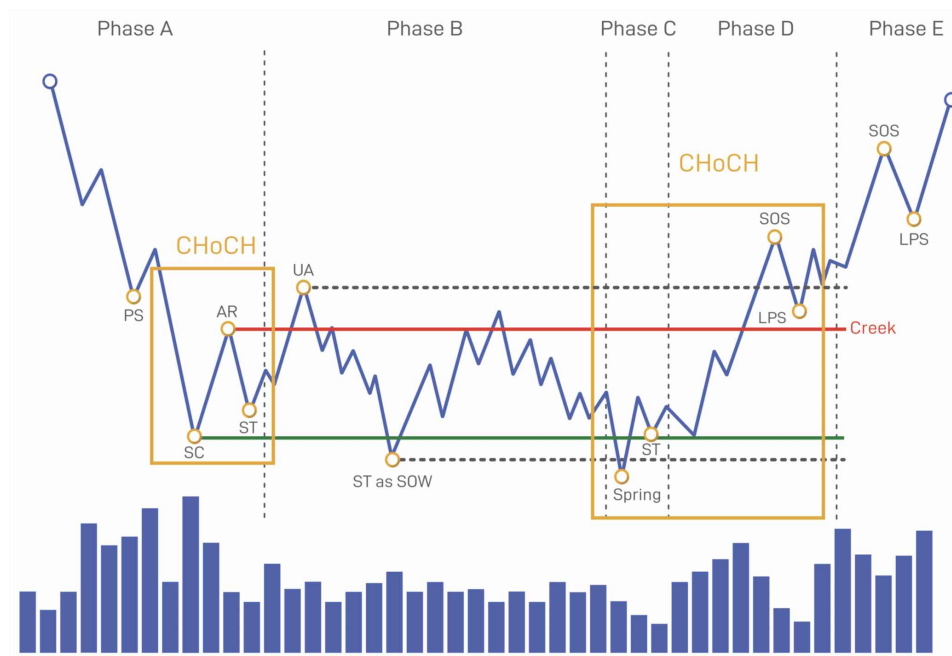 Phase A
Phase B
Phase C
Phase D
Phase E
SOS
CHoCH
SOS
LPS
CHoCH
UA
PS
AR
LPS
Creek
ST
SC
ST
ST as SOW
Spring